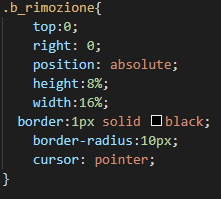 .b_rimozione{
    top:0;
    right: 0;
    position: absolute;
    height:8%;
    width:16%;
  border:1px solid black;
    border-radius:10px;
    cursor: pointer;
}